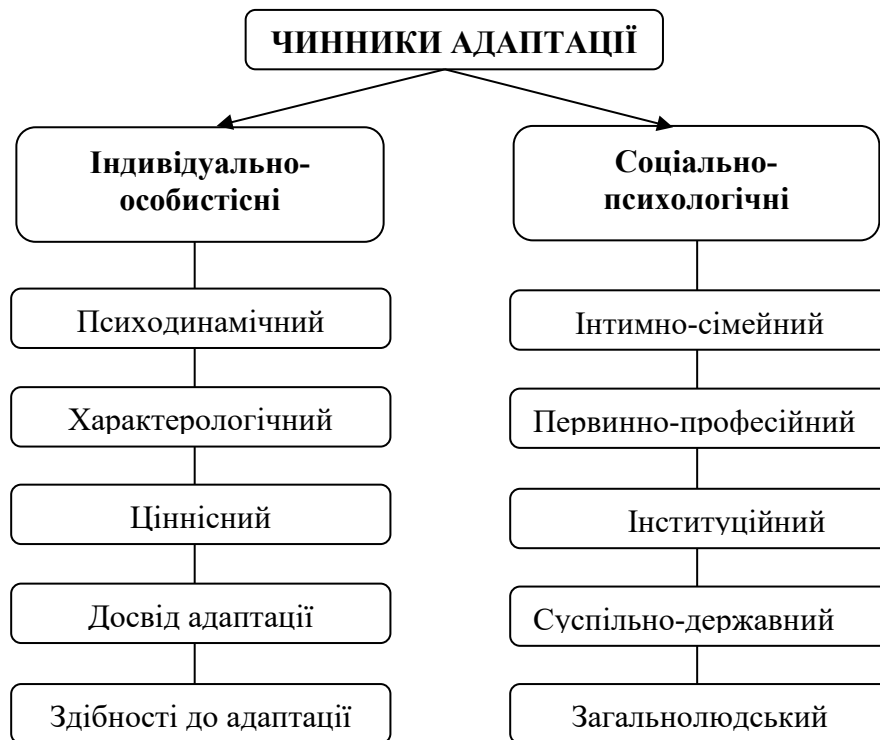 ЧИННИКИ АДАПТАЦІЇ
Індивідуально-
особистісні
Психодинамічний
Характерологічний
Ціннісний
Досвід адаптації
Здібності до адаптації
Соціально-
психологічні
Інтимно-сімейний
Первинно-професійний
Інституційний
Суспільно-державний
Загальнолюдський